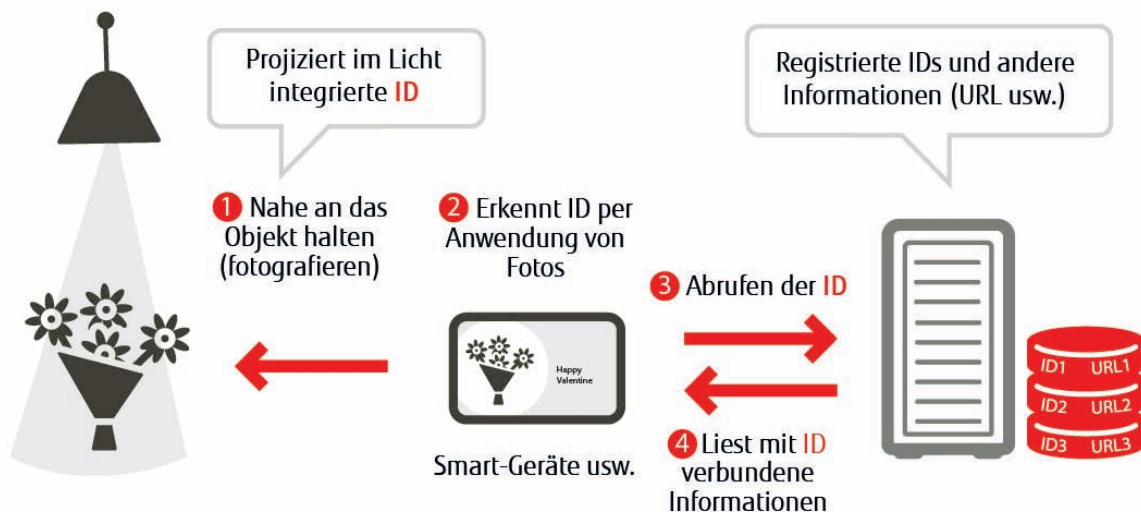 Projiziert im Licht
integrierte ID
Registrierte IDs und andere
Informationen (URL usw.)
1 Nahe an das
Objekt halten
(fotografieren)
2 Erkennt ID per
Anwendung von
Fotos
3 Abrufen der ID
Happy
Valentine
ID1 URL1
ID2 URL2
ID3 URL3
Smart-Geräte usw.
4 Liest mit ID
verbundene
Informationen